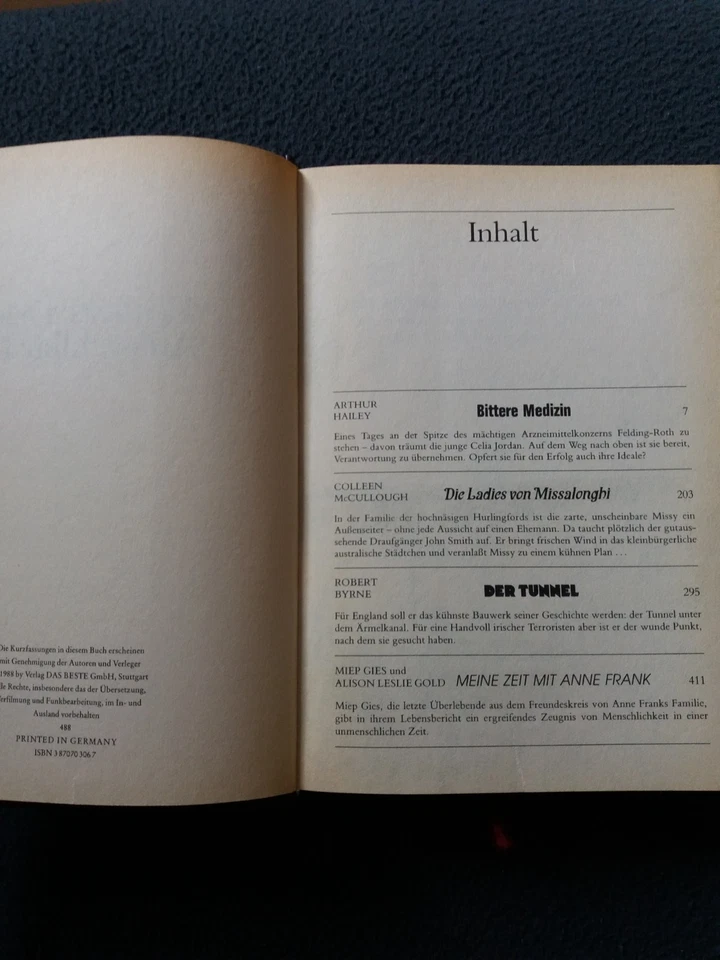 Die Kurzfassungen in diesem Buch erscheinen
mit Genehmigung der Autoren und Verleger
1988 by Verlag DAS BESTE GmbH, Stuttgart
lle Rechte, insbesondere das der Übersetzung,
erfilmung und Funkbearbeitung, im In- und
Ausland vorbehalten
488
PRINTED IN GERMANY
ISBN 3 87070 306 7
Inhalt
ARTHUR
HAILEY Bittere Medizin 7
Eines Tages an der Spitze des mächtigen Arzneimittelkonzerns Felding-Roth zu
stehen – davon träumt die junge Celia Jordan. Auf dem Weg nach oben ist sie bereit,
Verantwortung zu übernehmen. Opfert sie für den Erfolg auch ihre Ideale?
COLLEEN
McCULLOUGH Die Ladies von Missalonghi 203
In der Familie der hochnäsigen Hurlingfords ist die zarte, unscheinbare Missy ein
Außenseiter – ohne jede Aussicht auf einen Ehemann. Da taucht plötzlich der gutaus-
sehende Draufgänger John Smith auf. Er bringt frischen Wind in das kleinbürgerliche
australische Städtchen und veranlaßt Missy zu einem kühnen Plan . . .
ROBERT
BYRNE DER TUNNEL 295
Für England soll er das kühnste Bauwerk seiner Geschichte werden: der Tunnel unter
dem Ärmelkanal. Für eine Handvoll irischer Terroristen aber ist er der wunde Punkt,
nach dem sie gesucht haben.
MIEP GIES und
ALISON LESLIE GOLD MEINE ZEIT MIT ANNE FRANK 411
Miep Gies, die letzte Überlebende aus dem Freundeskreis von Anne Franks Familie,
gibt in ihrem Lebensbericht ein ergreifendes Zeugnis von Menschlichkeit in einer
unmenschlichen Zeit.